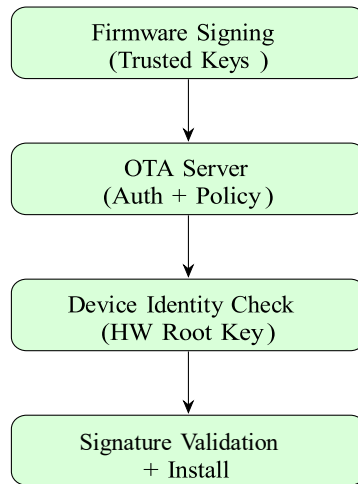 Firmware Signing
(Trusted Keys )
OTA Server
(Auth + Policy )
Device Identity Check
(HW Root Key )
Signature Validation
+ Install